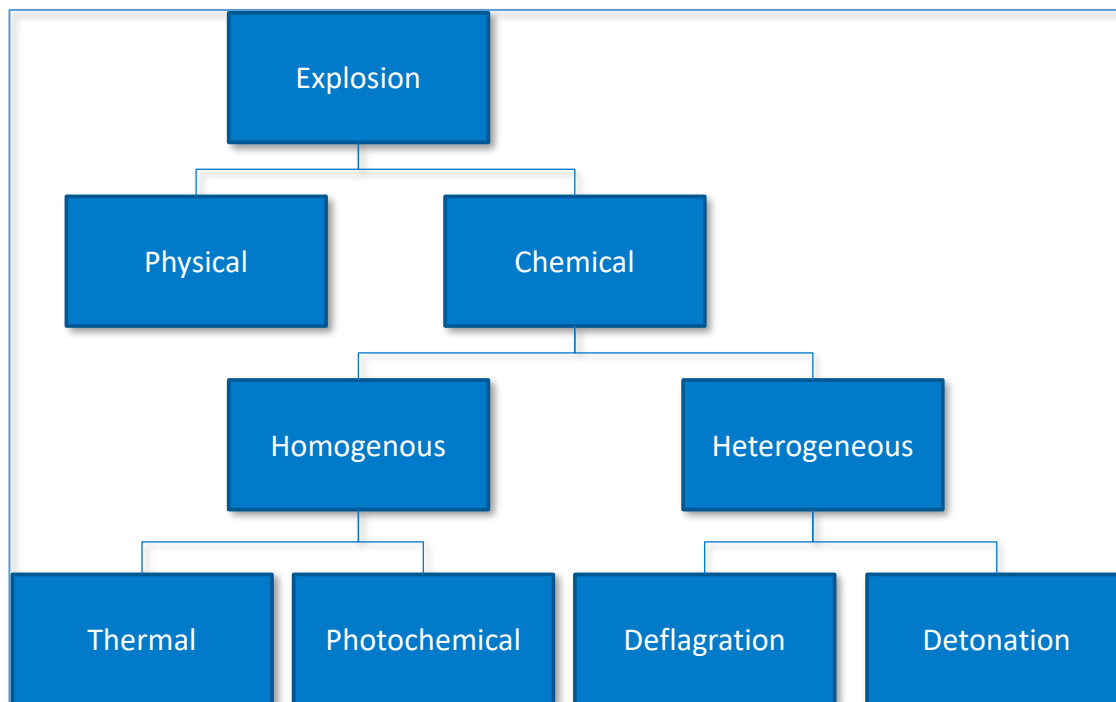 Explosion
Physical
Chemical
Homogenous
Heterogeneous
Thermal
Photochemical
Deflagration
Detonation